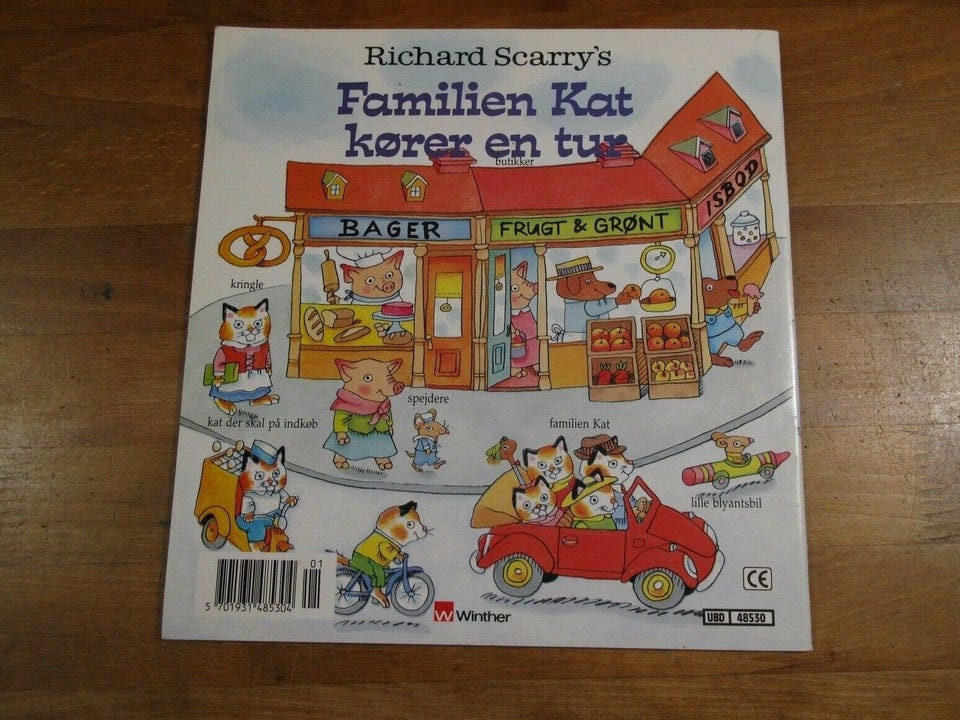 Richard Scarry's
Familien Kat
kører en tur
butikker
BAGER
FRUGT & GRØNT
ISBOD
kringle
kat der skal på indkøb
spejdere
familien Kat
lille blyantsbil
01
5 701931 485304
W Winther
CE
UBD 48530